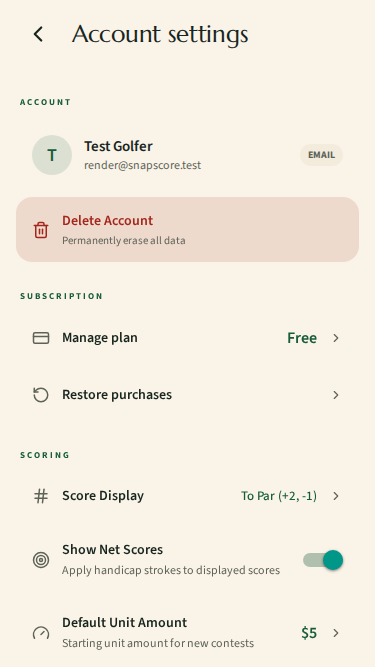 Account settings
ACCOUNT
T
Test Golfer
render@snapscore.test
EMAIL
Delete Account
Permanently erase all data
SUBSCRIPTION
Manage plan
Free
Restore purchases
SCORING
Score Display
To Par (+2, -1)
Show Net Scores
Apply handicap strokes to displayed scores
Default Unit Amount
Starting unit amount for new contests
$5